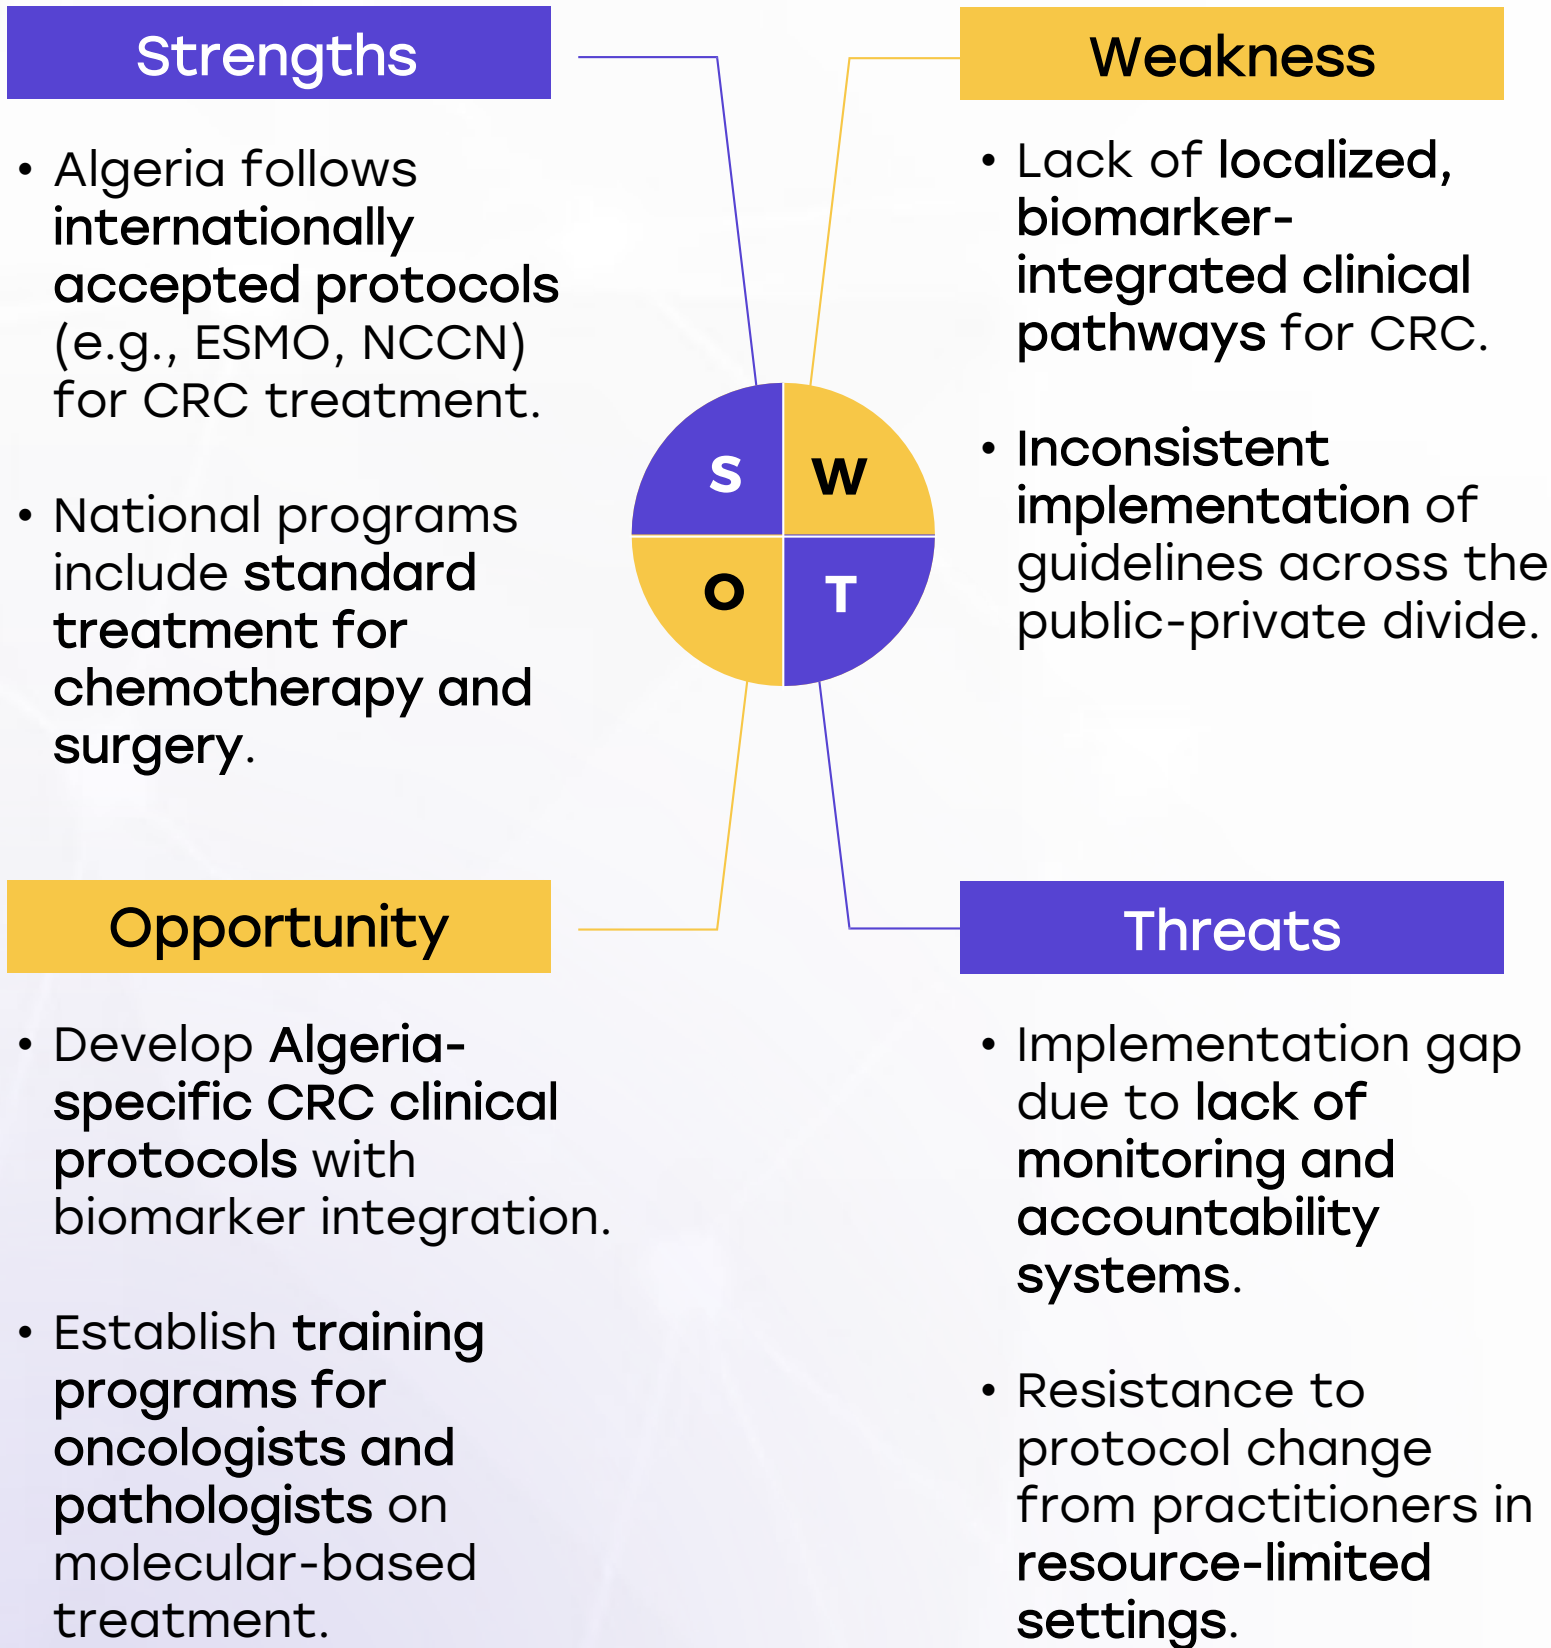 Strengths
• Algeria follows
internationally
accepted protocols
(e.g., ESMO, NCCN)
for CRC treatment.
• National programs
include standard
treatment for
chemotherapy and
surgery.
Weakness
• Lack of localized,
biomarker-
integrated clinical
pathways for CRC.
• Inconsistent
implementation of
guidelines across the
public-private divide.
S
W
O
T
Opportunity
• Develop Algeria-
specific CRC clinical
protocols with
biomarker integration.
• Establish training
programs for
oncologists and
pathologists on
molecular-based
treatment.
Threats
• Implementation gap
due to lack of
monitoring and
accountability
systems.
• Resistance to
protocol change
from practitioners in
resource-limited
settings.